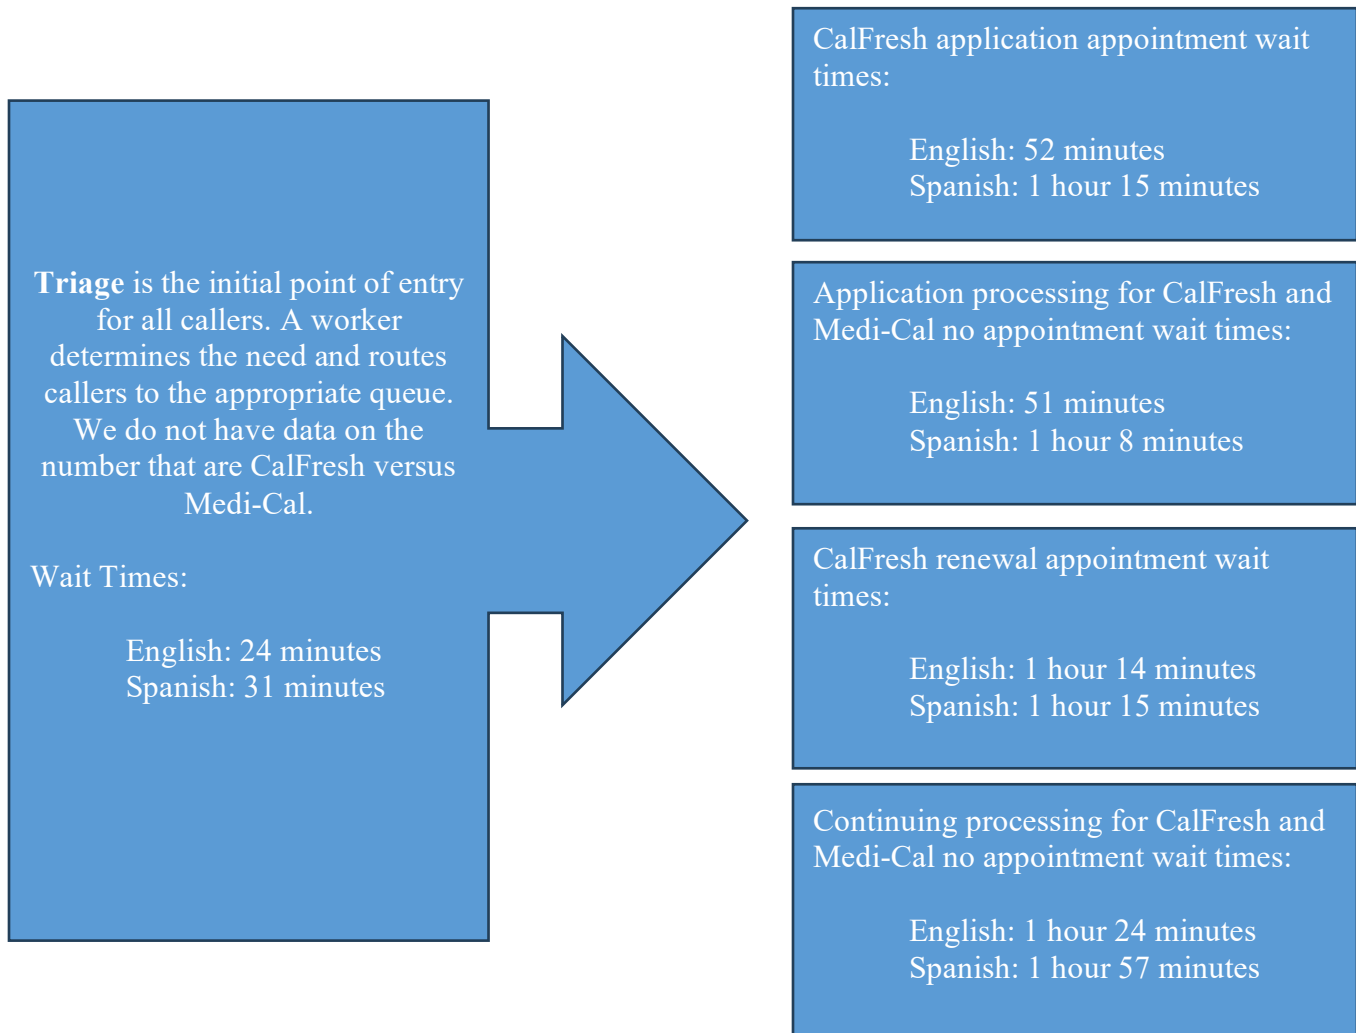 Triage is the initial point of entry
for all callers. A worker
determines the need and routes
callers to the appropriate queue.
We do not have data on the
number that are CalFresh versus
Medi-Cal.
Wait Times:
English: 24 minutes
Spanish: 31 minutes
CalFresh application appointment wait
times:
English: 52 minutes
Spanish: 1 hour 15 minutes
Application processing for CalFresh and
Medi-Cal no appointment wait times:
English: 51 minutes
Spanish: 1 hour 8 minutes
CalFresh renewal appointment wait
times:
English: 1 hour 14 minutes
Spanish: 1 hour 15 minutes
Continuing processing for CalFresh and
Medi-Cal no appointment wait times:
English: 1 hour 24 minutes
Spanish: 1 hour 57 minutes